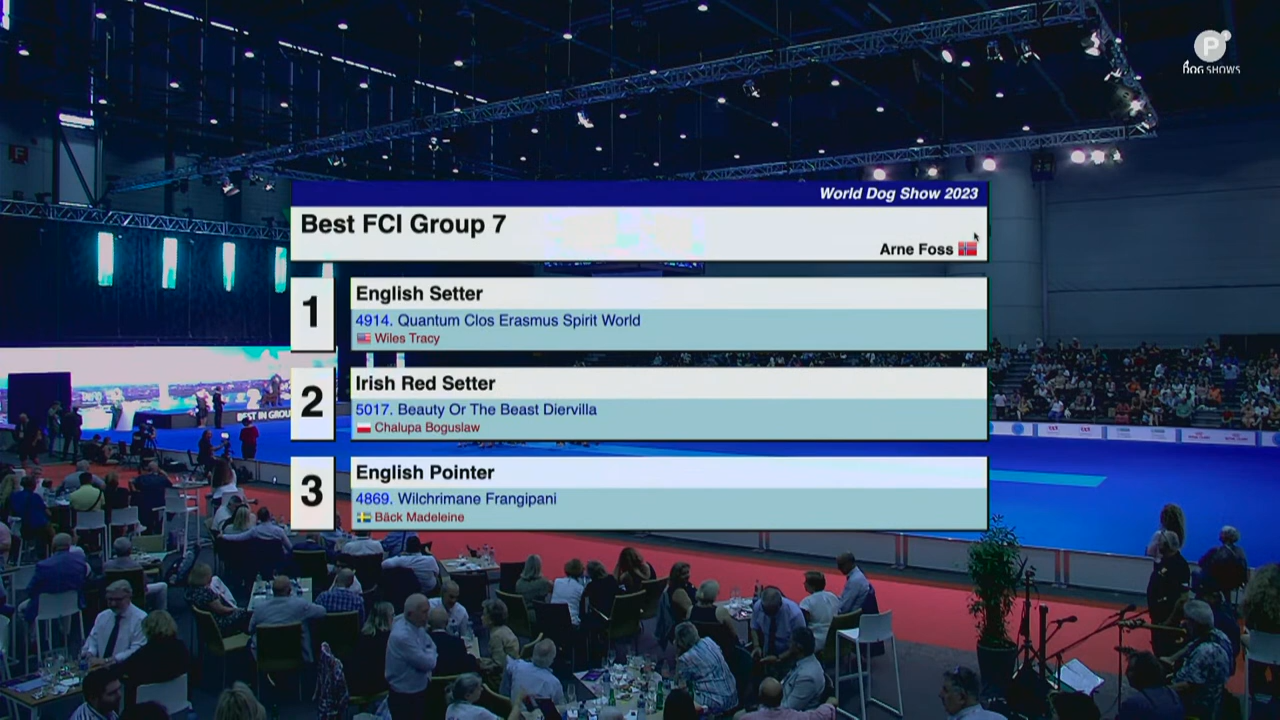 P
DOG SHOWS
F
World Dog Show 2023
Best FCI Group 7
Arne Foss
1
English Setter
4914. Quantum Clos Erasmus Spirit World
Wiles Tracy
2
Irish Red Setter
5017. Beauty Or The Beast Diervilla
Chalupa Boguslaw
3
English Pointer
4869. Wilchrimane Frangipani
Bäck Madeleine
2
BEST IN GROU